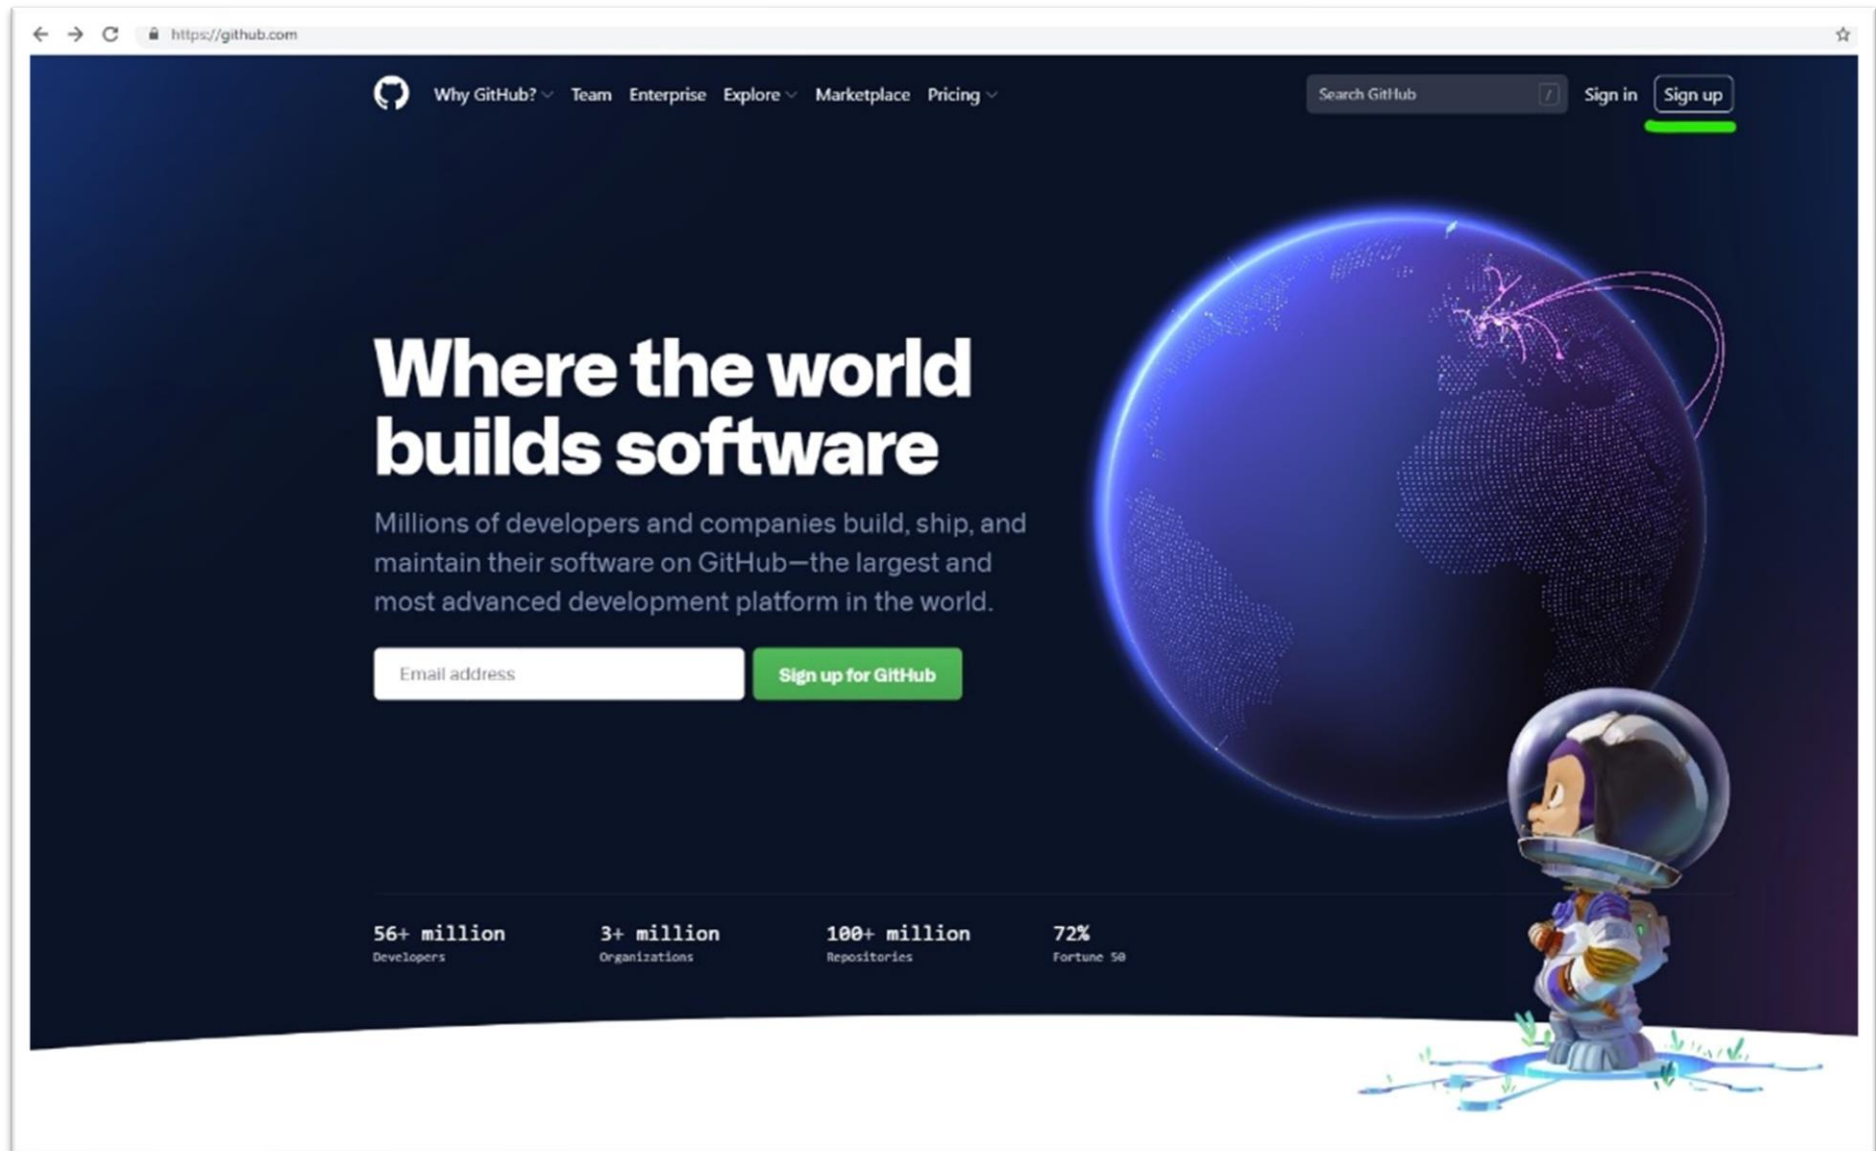 https://github.com
Why GitHub? Team Enterprise Explore Marketplace Pricing
Search GitHub / Sign in Sign up
Where the world
builds software
Millions of developers and companies build, ship, and
maintain their software on GitHub—the largest and
most advanced development platform in the world.
Email address Sign up for GitHub
56+ million 3+ million 100+ million 72%
Developers Organizations Repositories Fortune 50